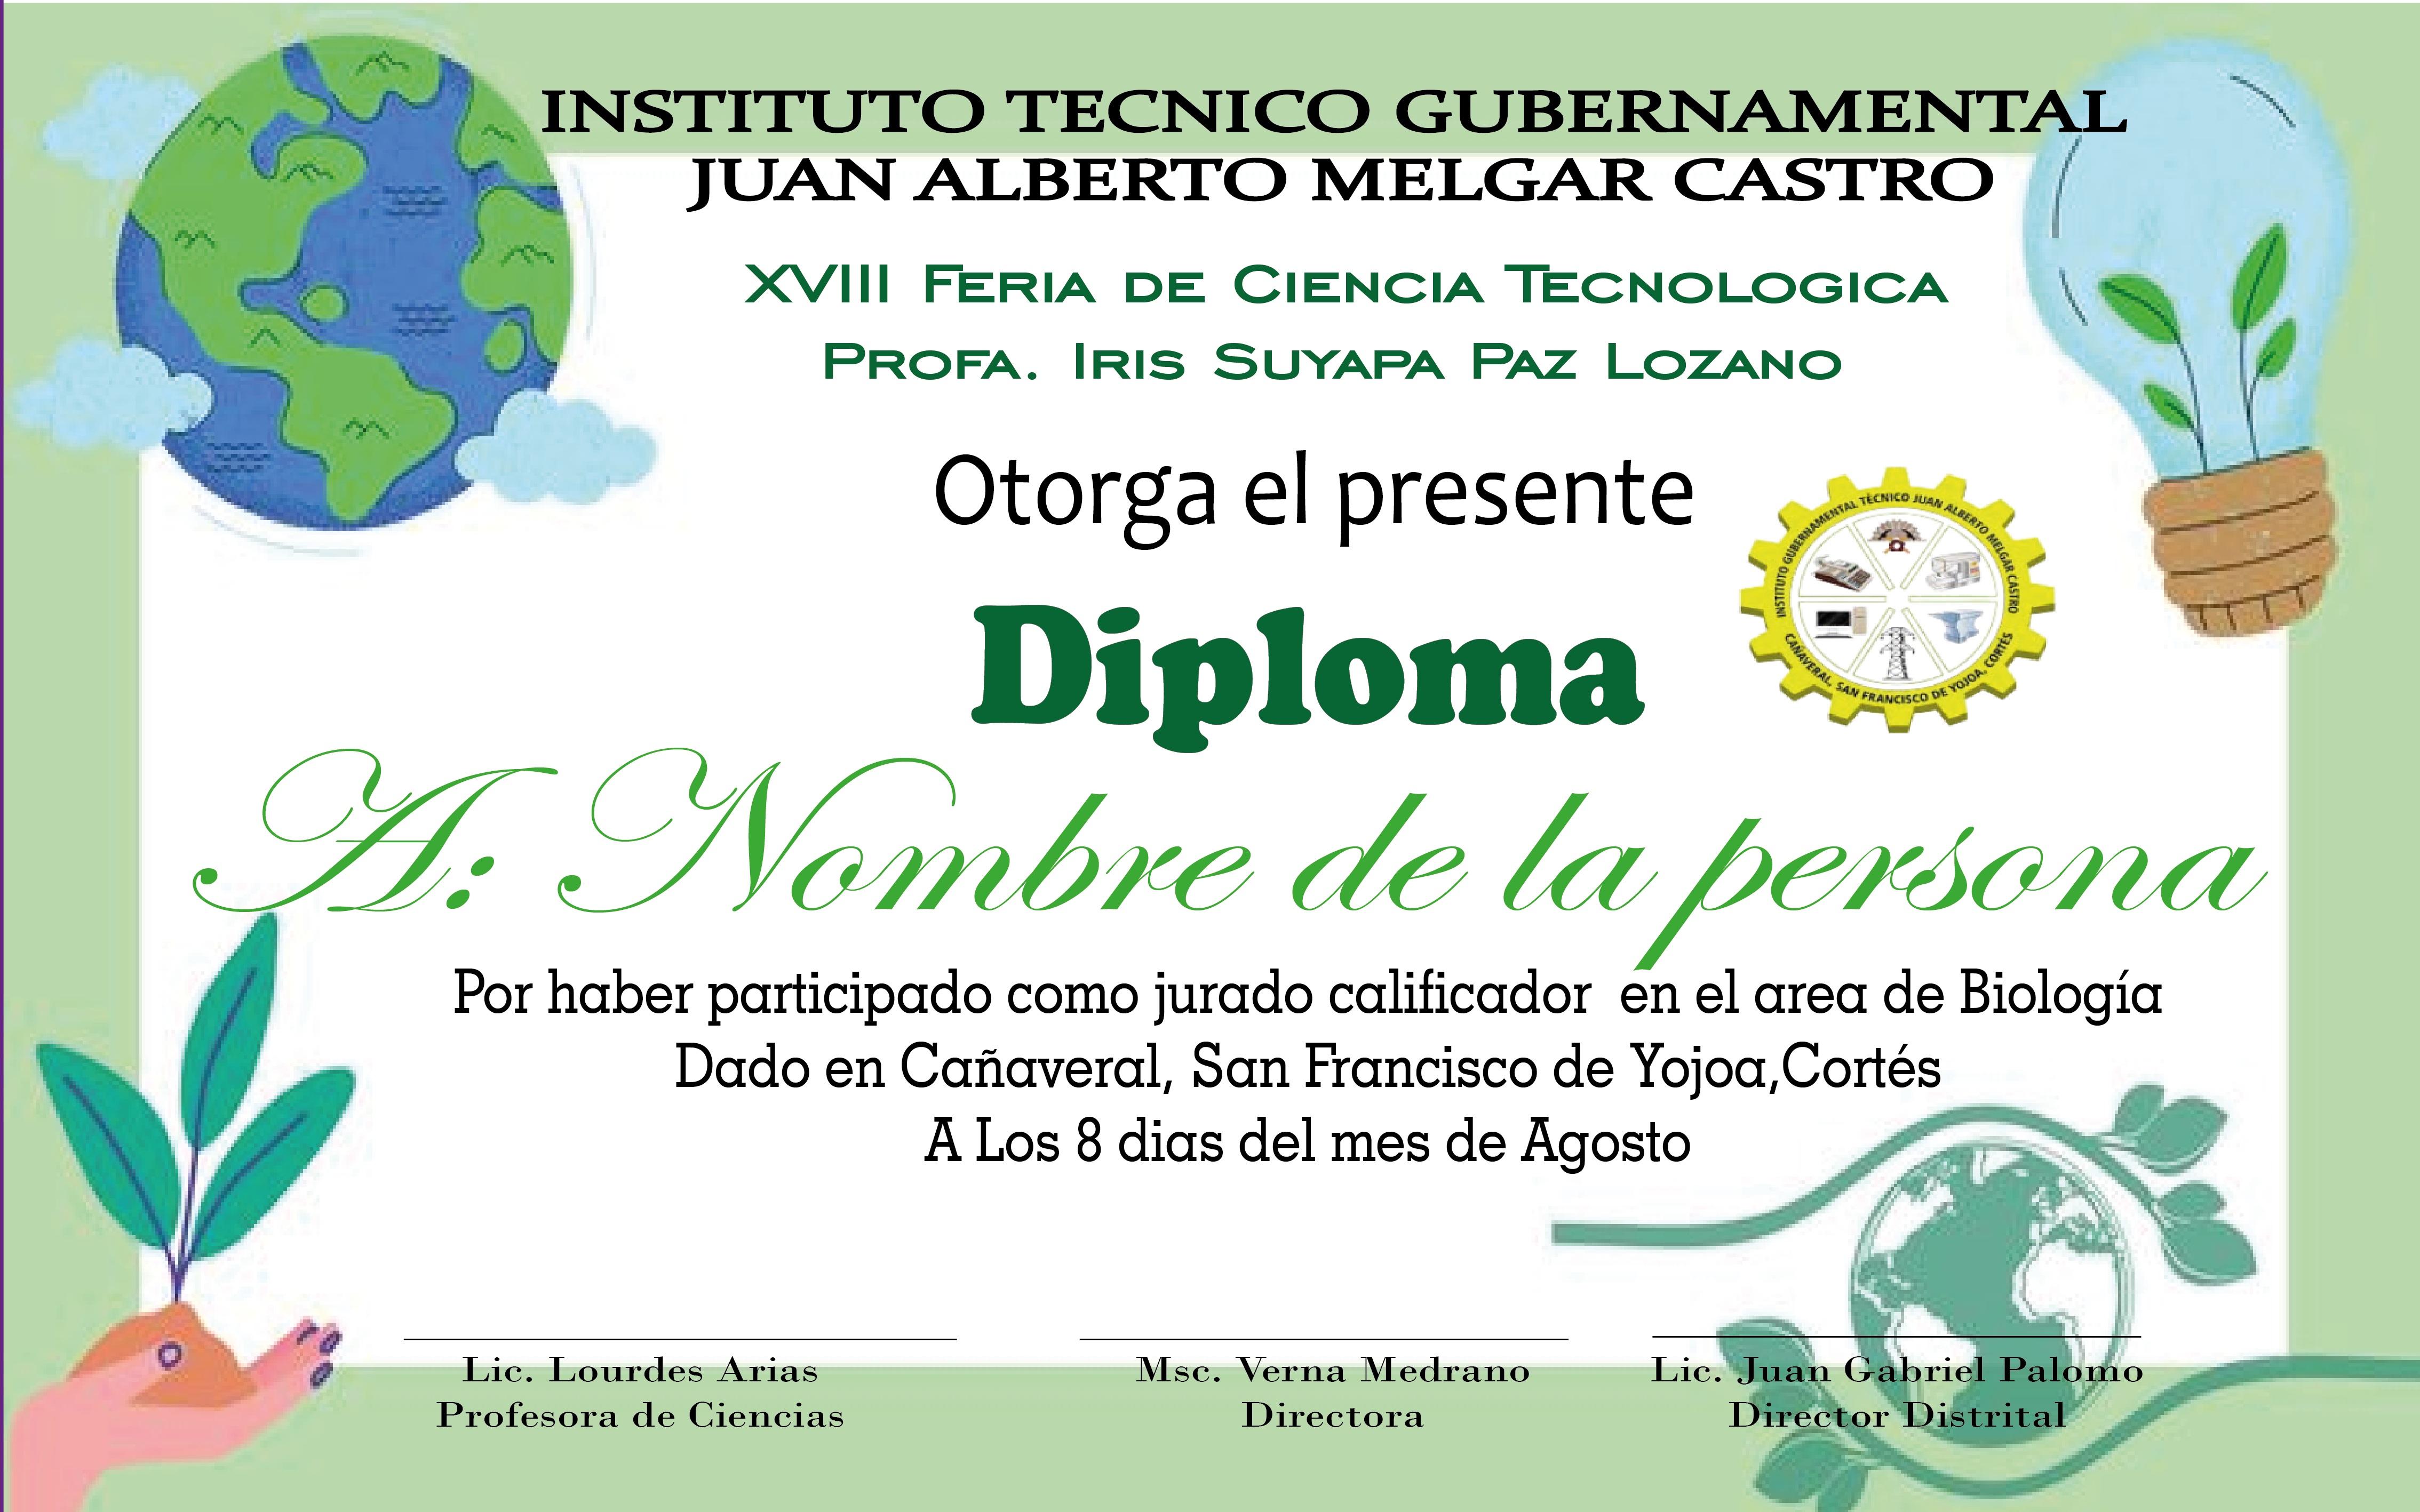 INSTITUTO TECNICO GUBERNAMENTAL
JUAN ALBERTO MELGAR CASTRO
XVIII FERIA DE CIENCIA TECNOLOGICA
PROFA. IRIS SUYAPA PAZ LOZANO
Otorga el presente
INSTITUTO GUBERNAMENTAL TÉCNICO JUAN ALBERTO MELGAR CASTRO
CAÑAVERAL, SAN FRANCISCO DE YOJOA, CORTÉS
Diploma
A: Nombre de la persona
Por haber participado como jurado calificador en el area de Biología
Dado en Cañaveral, San Francisco de Yojoa,Cortés
A Los 8 dias del mes de Agosto
Lic. Lourdes Arias
Profesora de Ciencias
Msc. Verna Medrano
Directora
Lic. Juan Gabriel Palomo
Director Distrital